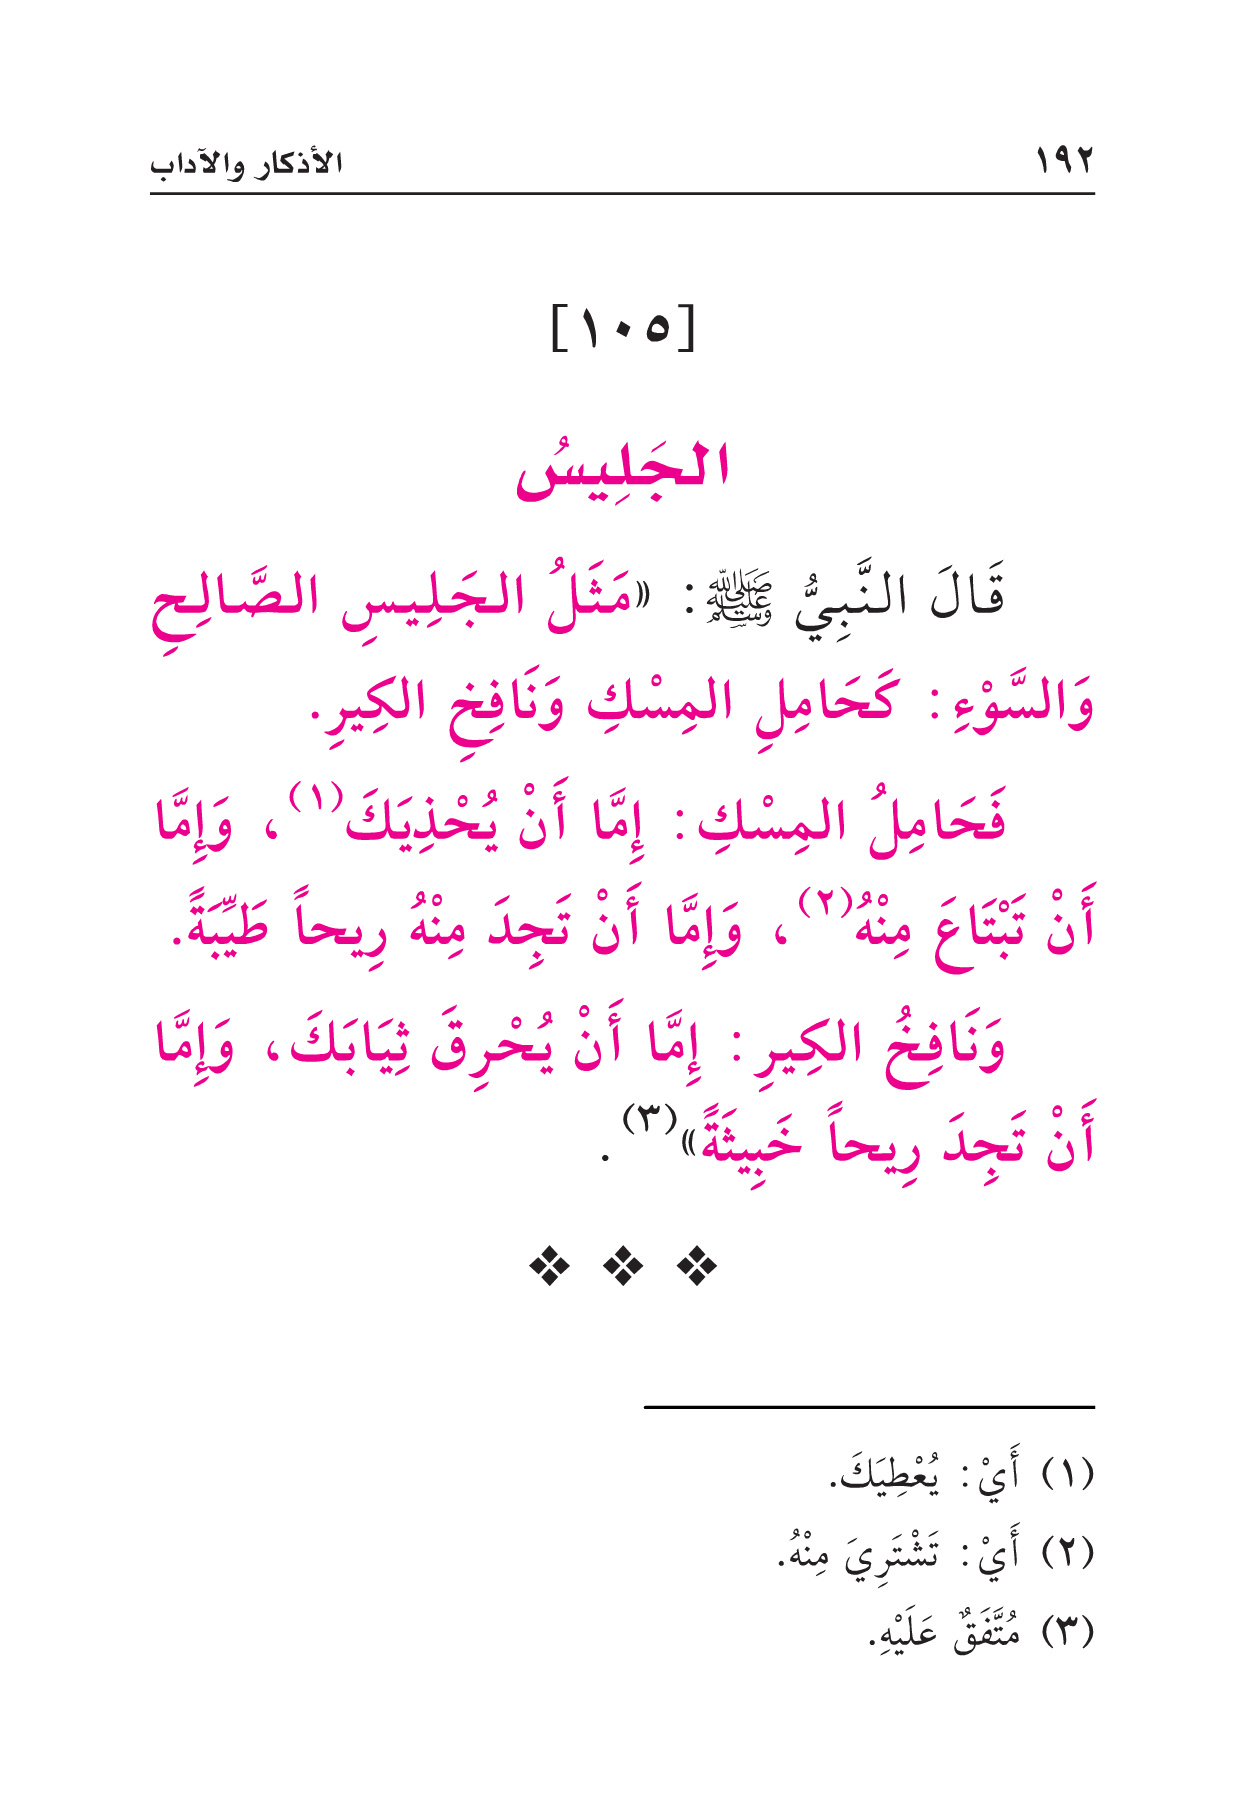 ١٩٢ الأذكار والآداب
[١٠٥]
الجَلِيسُ
قَالَ النَّبِيُّ ﷺ: «مَثَلُ الجَلِيسِ الصَّالِحِ
وَالسَّوْءِ: كَحَامِلِ المِسْكِ وَنَافِخِ الكِيرِ.
فَحَامِلُ المِسْكِ: إِمَّا أَنْ يُحْذِيَكَ(١)، وَإِمَّا
أَنْ تَبْتَاعَ مِنْهُ(٢)، وَإِمَّا أَنْ تَجِدَ مِنْهُ رِيحاً طَيِّبَةً.
وَنَافِخُ الكِيرِ: إِمَّا أَنْ يُحْرِقَ ثِيَابَكَ، وَإِمَّا
أَنْ تَجِدَ رِيحاً خَبِيثَةً»(٣).
(١) أَيْ: يُعْطِيَكَ.
(٢) أَيْ: تَشْتَرِيَ مِنْهُ.
(٣) مُتَّفَقٌ عَلَيْهِ.